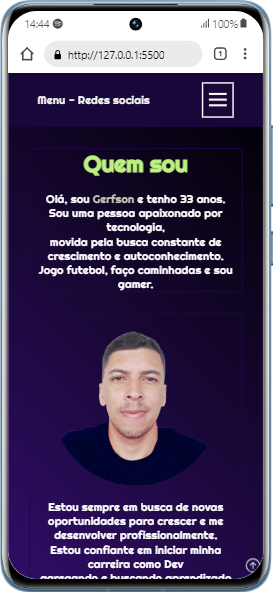 14:44
100%
http://127.0.0.1:5500
1
Menu - Redes sociais
Quem sou
Olá, sou Gerfson e tenho 33 anos,
Sou uma pessoa apaixonado por
tecnologia,
movida pela busca constante de
crescimento e autoconhecimento,
Jogo futebol, faço caminhadas e sou
gamer.
Estou sempre em busca de novas
oportunidades para crescer e me
desenvolver profissionalmente,
Estou confiante em iniciar minha
carreira como Dev
agregando e buscando aprendizado